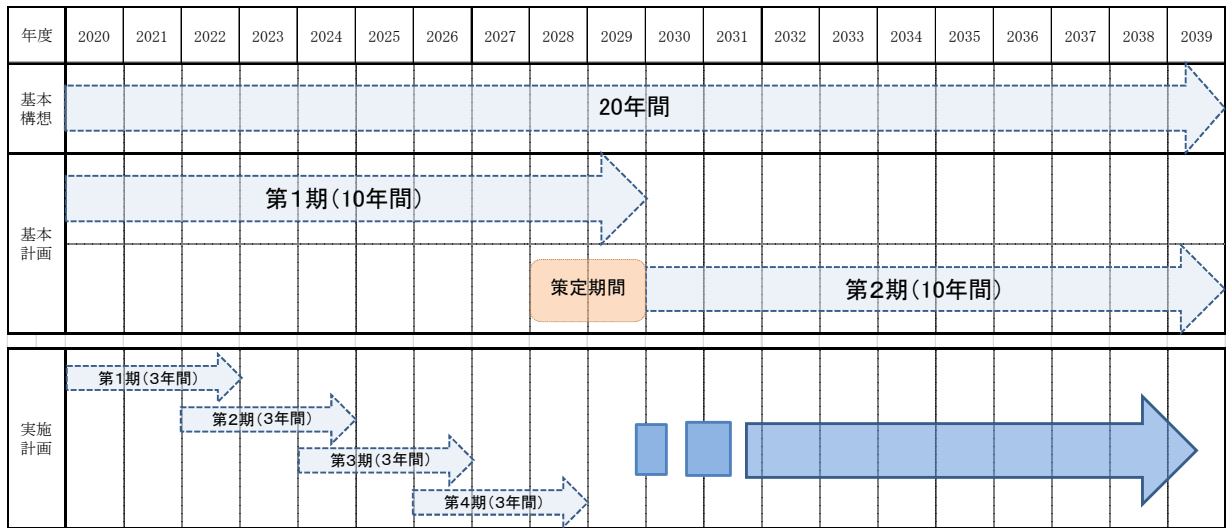 年度 2020 2021 2022 2023 2024 2025 2026 2027 2028 2029 2030 2031 2032 2033 2034 2035 2036 2037 2038 2039
基本
構想
20年間
基本
計画
第1期(10年間)
策定期間
第2期(10年間)
実施
計画
第1期(3年間)
第2期(3年間)
第3期(3年間)
第4期(3年間)